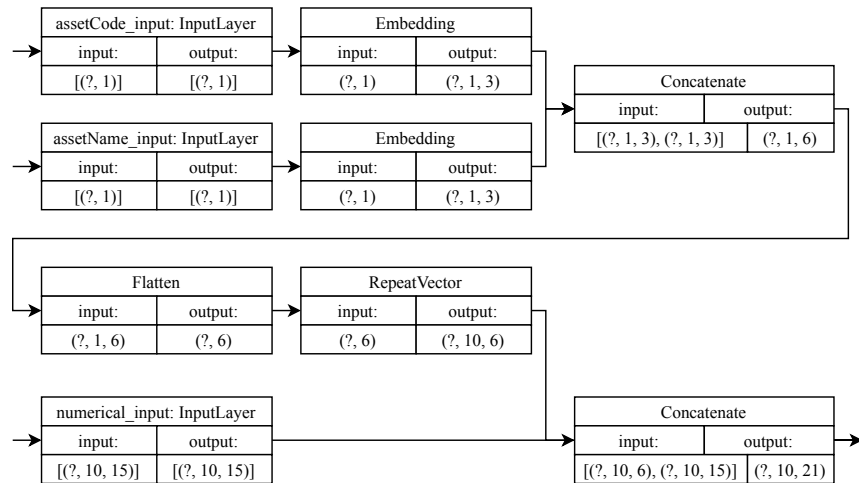 assetCode_input: InputLayer
input: output:
[(?, 1)] [(?, 1)]
Embedding
input: output:
(?, 1) (?, 1, 3)
assetName_input: InputLayer
input: output:
[(?, 1)] [(?, 1)]
Embedding
input: output:
(?, 1) (?, 1, 3)
Concatenate
input: output:
[(?, 1, 3), (?, 1, 3)] (?, 1, 6)
Flatten
input: output:
(?, 1, 6) (?, 6)
RepeatVector
input: output:
(?, 6) (?, 10, 6)
numerical_input: InputLayer
input: output:
[(?, 10, 15)] [(?, 10, 15)]
Concatenate
input: output:
[(?, 10, 6), (?, 10, 15)] (?, 10, 21)